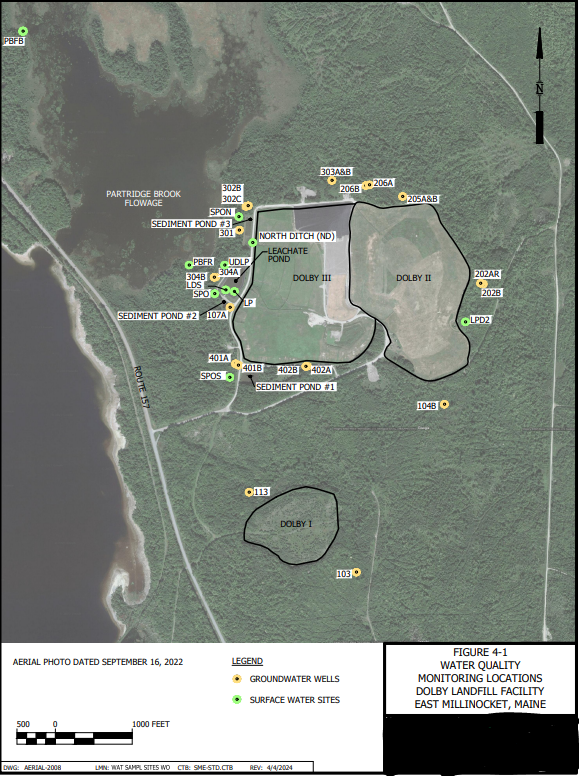 PBFB
N
303A&B
206B
206A
205A&B
PARTRIDGE BROOK
FLOWAGE
302B
302C
SPON
SEDIMENT POND #3
301
NORTH DITCH (ND)
LEACHATE
POND
PBFR
UDLP
304A
304B
LDS
SPO
LP
SEDIMENT POND #2
107A
DOLBY III
DOLBY II
202AR
202B
LPD2
401A
401B
402B
402A
SPOS
SEDIMENT POND #1
ROUTE 157
104B
113
DOLBY I
103
AERIAL PHOTO DATED SEPTEMBER 16, 2022
LEGEND
GROUNDWATER WELLS
SURFACE WATER SITES
500 0 1000 FEET
FIGURE 4-1
WATER QUALITY
MONITORING LOCATIONS
DOLBY LANDFILL FACILITY
EAST MILLINOCKET, MAINE
DWG: AERIAL-2008 LMN: WAT SAMPL SITES WO CTB: SME-STD.CTB REV: 4/4/2024